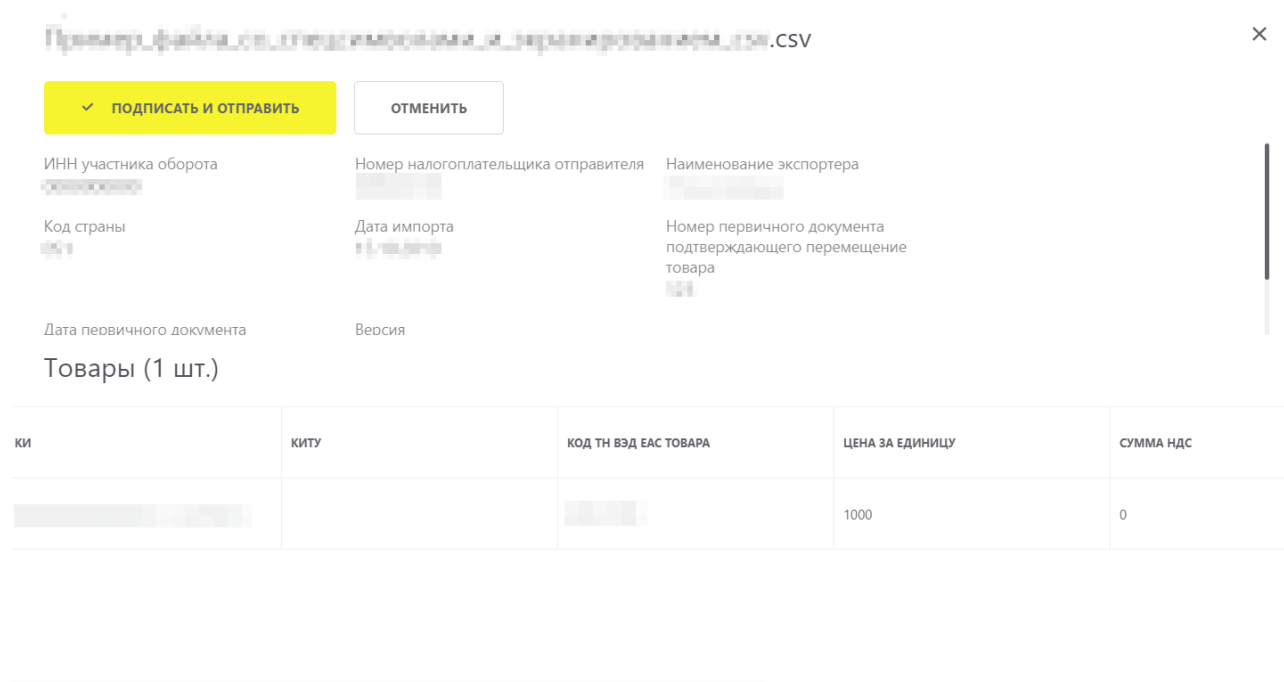 .csv
ПОДПИСАТЬ И ОТПРАВИТЬ ОТМЕНИТЬ
ИНН участника оборота Номер налогоплательщика отправителя Наименование экспортера
Код страны Дата импорта Номер первичного документа
подтверждающего перемещение
товара
Дата первичного документа Версия
Товары (1 шт.)
КИ КИТУ КОД ТН ВЭД ЕАС ТОВАРА ЦЕНА ЗА ЕДИНИЦУ СУММА НДС
1000 0